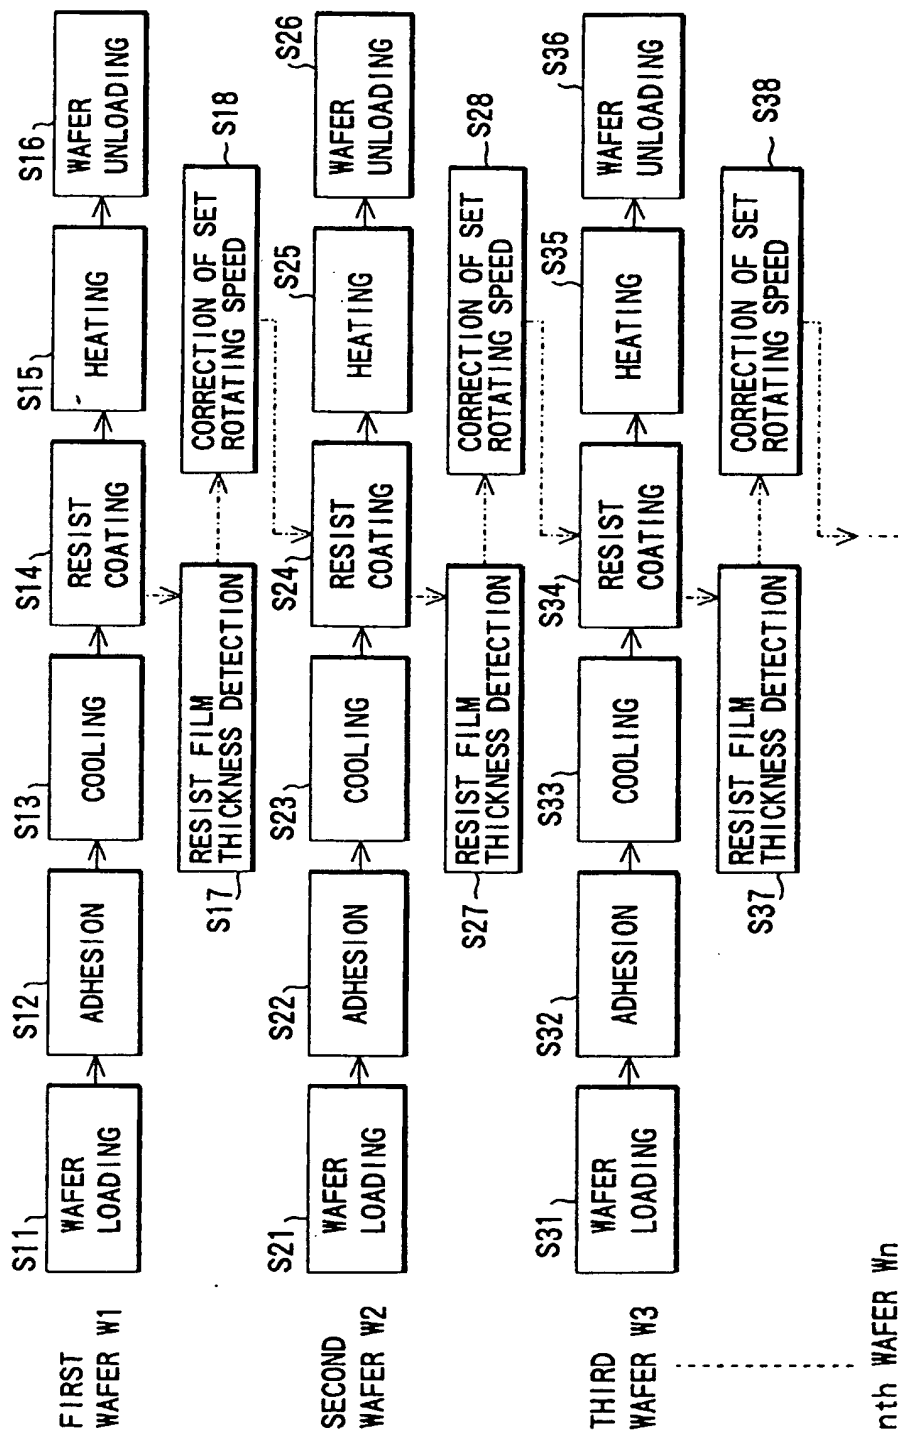 FIRST
WAFER W1
S11
WAFER
LOADING
S12
ADHESION
S13
COOLING
S14
RESIST
COATING
S15
HEATING
S16
WAFER
UNLOADING
S17
RESIST FILM
THICKNESS DETECTION
S18
CORRECTION OF SET
ROTATING SPEED
SECOND
WAFER W2
S21
WAFER
LOADING
S22
ADHESION
S23
COOLING
S24
RESIST
COATING
S25
HEATING
S26
WAFER
UNLOADING
S27
RESIST FILM
THICKNESS DETECTION
S28
CORRECTION OF SET
ROTATING SPEED
THIRD
WAFER W3
S31
WAFER
LOADING
S32
ADHESION
S33
COOLING
S34
RESIST
COATING
S35
HEATING
S36
WAFER
UNLOADING
S37
RESIST FILM
THICKNESS DETECTION
S38
CORRECTION OF SET
ROTATING SPEED
nth WAFER Wn